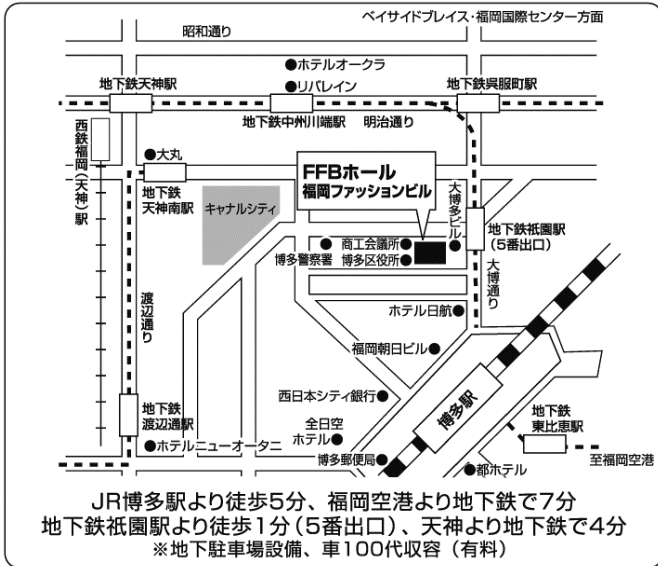 ベイサイドプレイス・福岡国際センター方面
昭和通り
●ホテルオークラ
●リバレイン
地下鉄天神駅
地下鉄呉服町駅
地下鉄中州川端駅
明治通り
西鉄福岡(天神)駅
●大丸
地下鉄
天神南駅
キャナルシティ
FFBホール
福岡ファッションビル
大博多ビル
地下鉄祇園駅
(5番出口)
商工会議所●
博多警察署
博多区役所●
大博通り
渡辺通り
ホテル日航●
福岡朝日ビル●
西日本シティ銀行●
博多駅
地下鉄
渡辺通駅
地下鉄
東比恵駅
全日空
ホテル●
●ホテルニューオータニ
博多郵便局●
●都ホテル
至福岡空港
JR博多駅より徒歩5分、福岡空港より地下鉄で7分
地下鉄祇園駅より徒歩1分(5番出口)、天神より地下鉄で4分
※地下駐車場設備、車100代収容(有料)